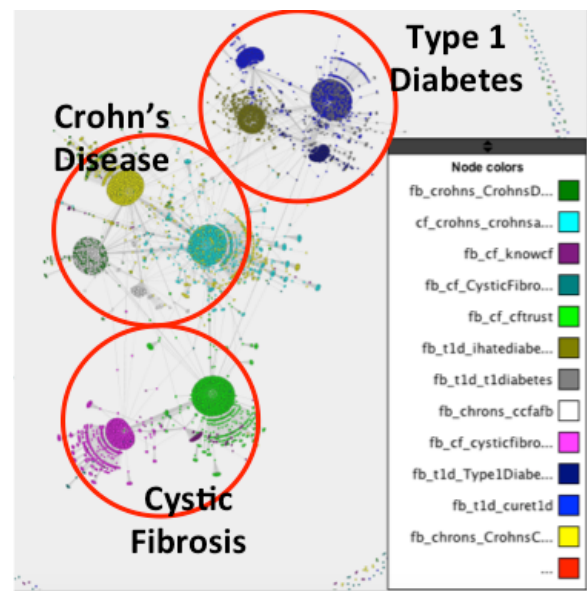 Type 1
Diabetes
Crohn's
Disease
Cystic
Fibrosis
Node colors
fb_crohns_CrohnsD...
cf_crohns_crohnsa...
fb_cf_knowcf
fb_cf_CysticFibro...
fb_cf_cftrust
fb_t1d_ihatediabe...
fb_t1d_t1diabetes
fb_chrons_ccfafb
fb_cf_cysticfibro...
fb_t1d_Type1Diabe...
fb_t1d_curet1d
fb_chrons_CrohnsC...
...